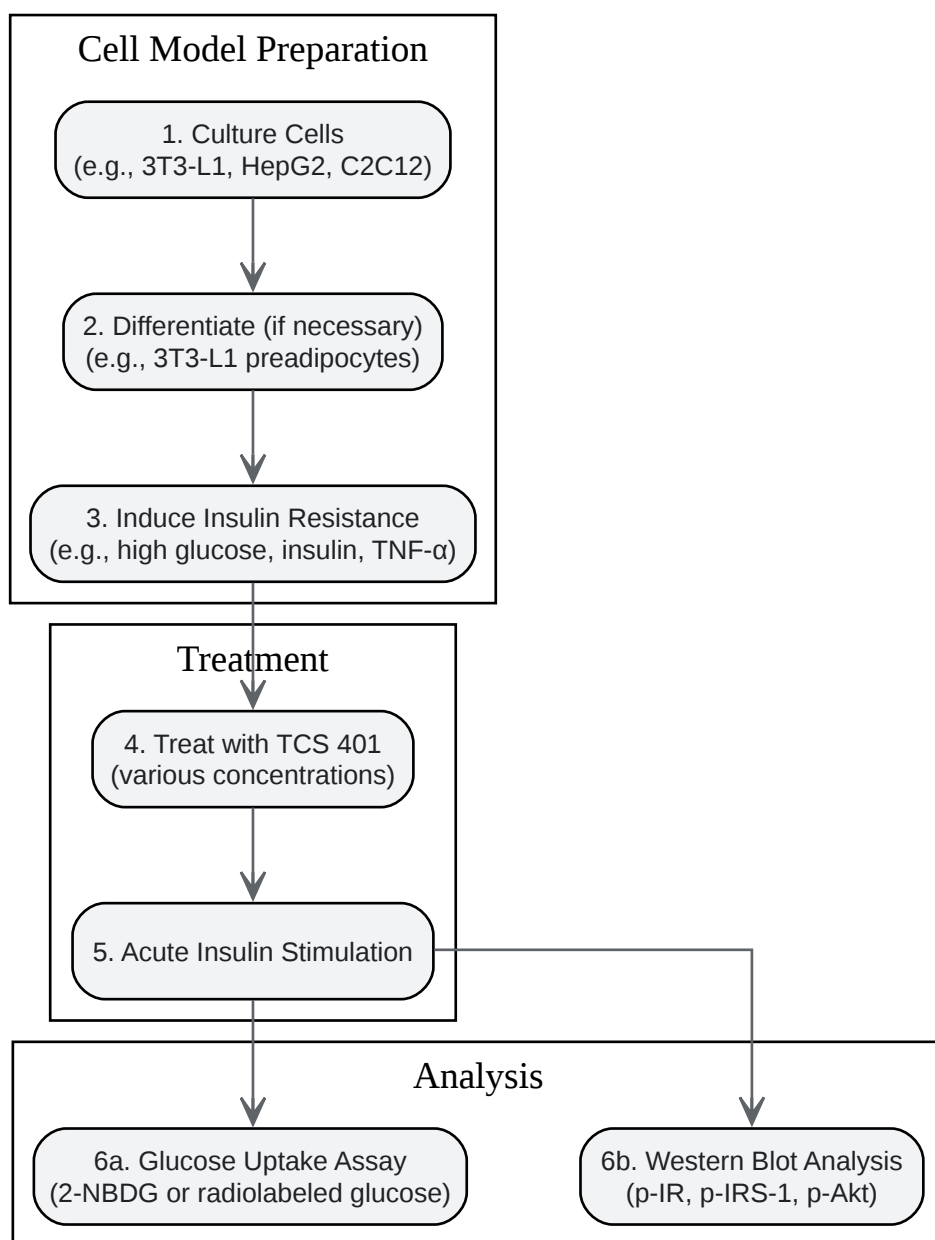 Cell Model Preparation
1. Culture Cells
(e.g., 3T3-L1, HepG2, C2C12)
2. Differentiate (if necessary)
(e.g., 3T3-L1 preadipocytes)
3. Induce Insulin Resistance
(e.g., high glucose, insulin, TNF-α)
Treatment
4. Treat with TCS 401
(various concentrations)
5. Acute Insulin Stimulation
Analysis
6a. Glucose Uptake Assay
(2-NBDG or radiolabeled glucose)
6b. Western Blot Analysis
(p-IR, p-IRS-1, p-Akt)